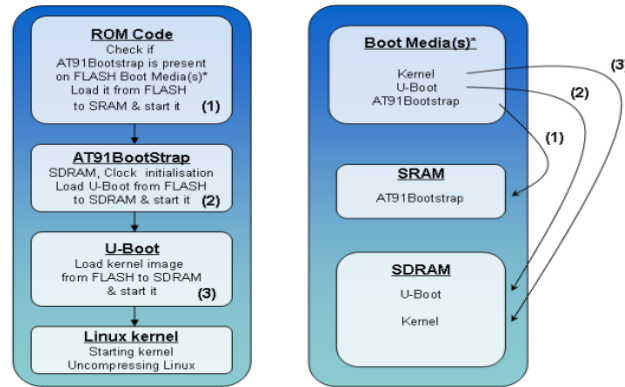 ROM Code
Check if
AT91Bootstrap is present
on FLASH Boot Media(s)*
Load it from FLASH
to SRAM & start it (1)
AT91BootStrap
SDRAM, Clock initialisation
Load U-Boot from FLASH
to SDRAM & start it (2)
U-Boot
Load kernel image
from FLASH to SDRAM
& start it (3)
Linux kernel
Starting kernel
Uncompressing Linux
Boot Media(s)*
Kernel
U-Boot
AT91Bootstrap
(3)
(2)
(1)
SRAM
AT91Bootstrap
SDRAM
U-Boot
Kernel